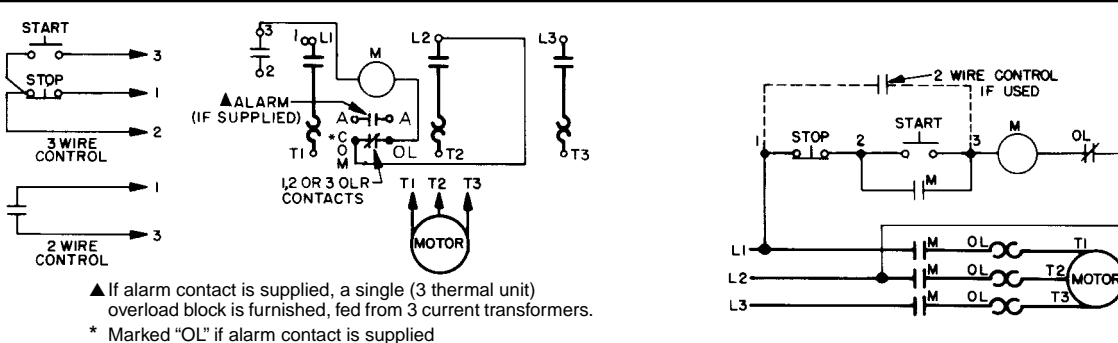 START
3
STOP
1
2
3 WIRE
CONTROL
1
3
2 WIRE
CONTROL
3
2
1 L1
M
L2
L3
▲ ALARM
(IF SUPPLIED)
A A
* C
O
M
OL
T1
T2
T3
1,2 OR 3 OLR
CONTACTS
T1 T2 T3
MOTOR
▲ If alarm contact is supplied, a single (3 thermal unit)
overload block is furnished, fed from 3 current transformers.
* Marked “OL” if alarm contact is supplied
2 WIRE CONTROL
IF USED
1 STOP 2 START 3 M OL
M
L1 M OL T1
L2 M OL T2 MOTOR
L3 M OL T3